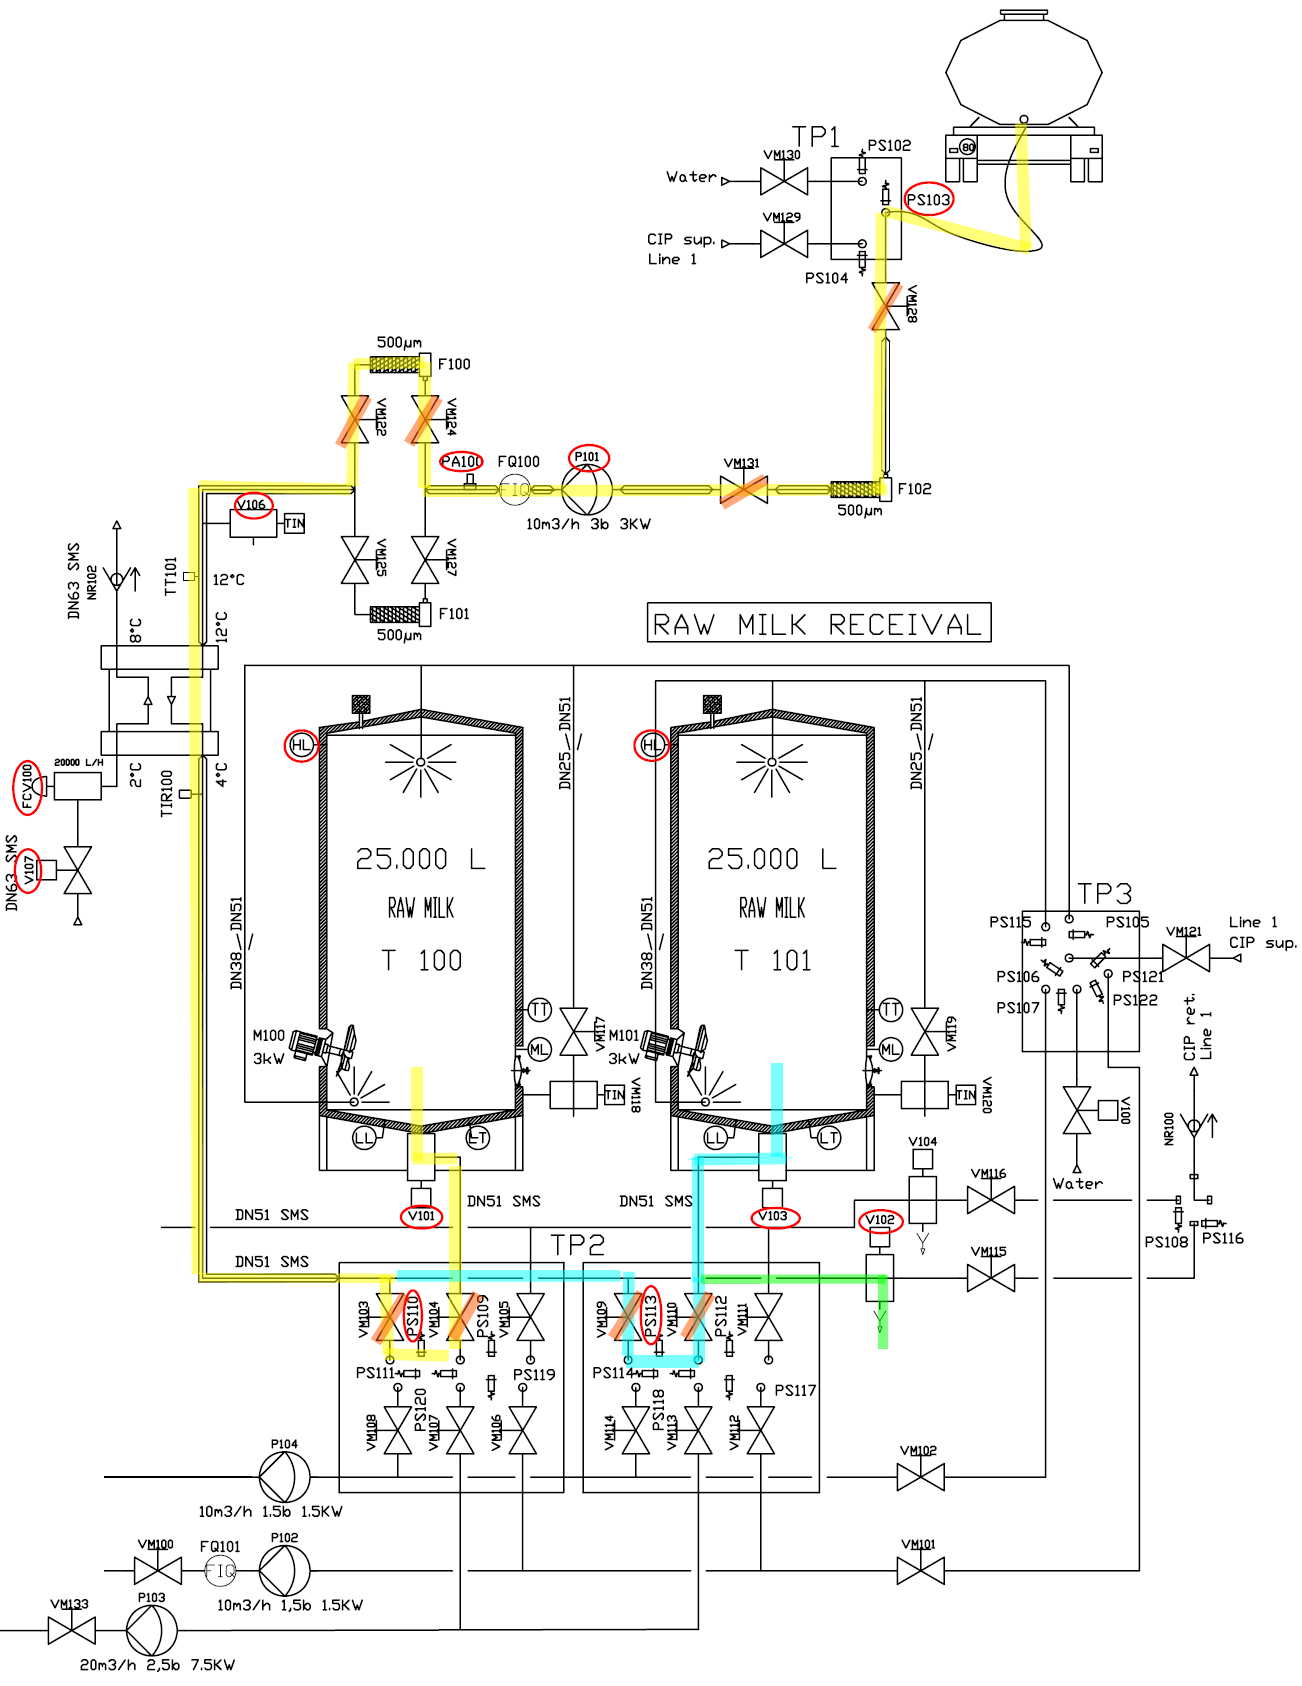 80
TP1
PS102
VM130
Water
PS103
VM129
CIP sup.
Line 1
PS104
VM128
500µm
F100
VM122
VM124
PA100
FQ100
FIQ
P101
10m3/h 3b 3KW
VM131
F102
500µm
V106
TIN
DN63 SMS
NR102
TT101
12°C
VM125
VM127
F101
500µm
8°C
12°C
RAW MILK RECEIVAL
DN25 / DN51
DN25 / DN51
HL
HL
20000 L/H
FCV100
2°C
TIR100
4°C
DN63 SMS
V107
25.000 L
RAW MILK
T 100
25.000 L
RAW MILK
T 101
DN38 / DN51
DN38 / DN51
TP3
PS115
PS105
VM121
Line 1
CIP sup.
PS106
PS121
PS107
PS122
CIP ret.
Line 1
M100
3kW
TT
ML
VM117
TIN
VM118
M101
3kW
TT
ML
VM119
TIN
VM120
V100
NR100
LL
LT
LL
LT
V104
Water
VM116
DN51 SMS
V101
DN51 SMS
DN51 SMS
V103
V102
PS108
PS116
DN51 SMS
TP2
VM115
VM103
PS110
VM104
PS109
VM105
VM109
PS113
VM110
PS112
VM111
PS111
PS119
PS114
PS117
PS120
PS118
VM108
VM107
VM106
VM114
VM113
VM112
P104
10m3/h 1.5b 1.5KW
VM102
VM100
FQ101
FIQ
P102
10m3/h 1,5b 1.5KW
VM101
VM133
P103
20m3/h 2,5b 7.5KW